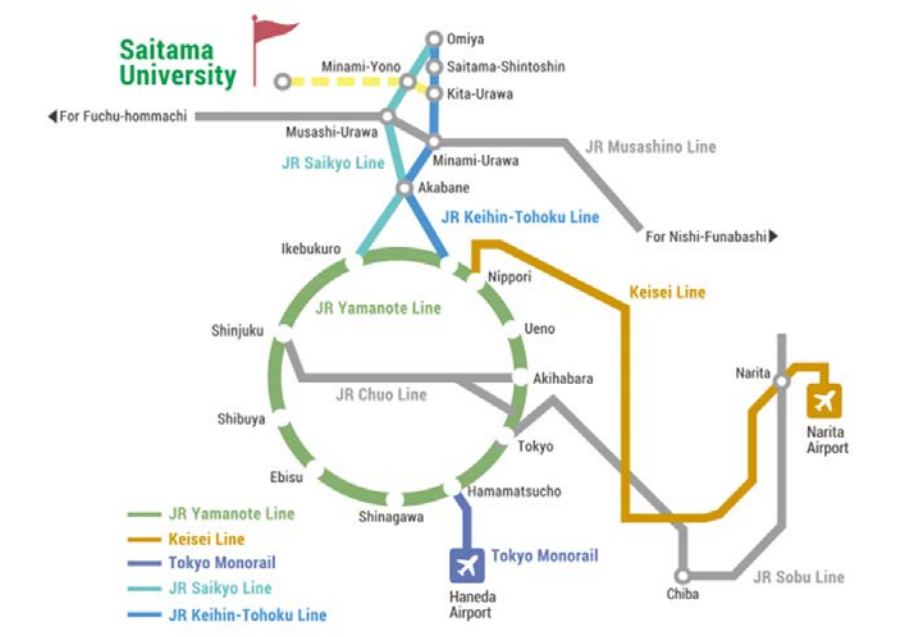 Saitama
University
Omiya
Minami-Yono
Saitama-Shintoshin
Kita-Urawa
◀For Fuchu-hommachi
Musashi-Urawa
JR Musashino Line
JR Saikyo Line
Minami-Urawa
Akabane
JR Keihin-Tohoku Line
For Nishi-Funabashi▶
Ikebukuro
Nippori
Keisei Line
JR Yamanote Line
Shinjuku
Ueno
Narita
Akihabara
JR Chuo Line
Shibuya
Narita
Airport
Tokyo
Ebisu
Hamamatsucho
Shinagawa
JR Yamanote Line
Keisei Line
Tokyo Monorail
JR Saikyo Line
JR Keihin-Tohoku Line
Tokyo Monorail
Haneda
Airport
JR Sobu Line
Chiba